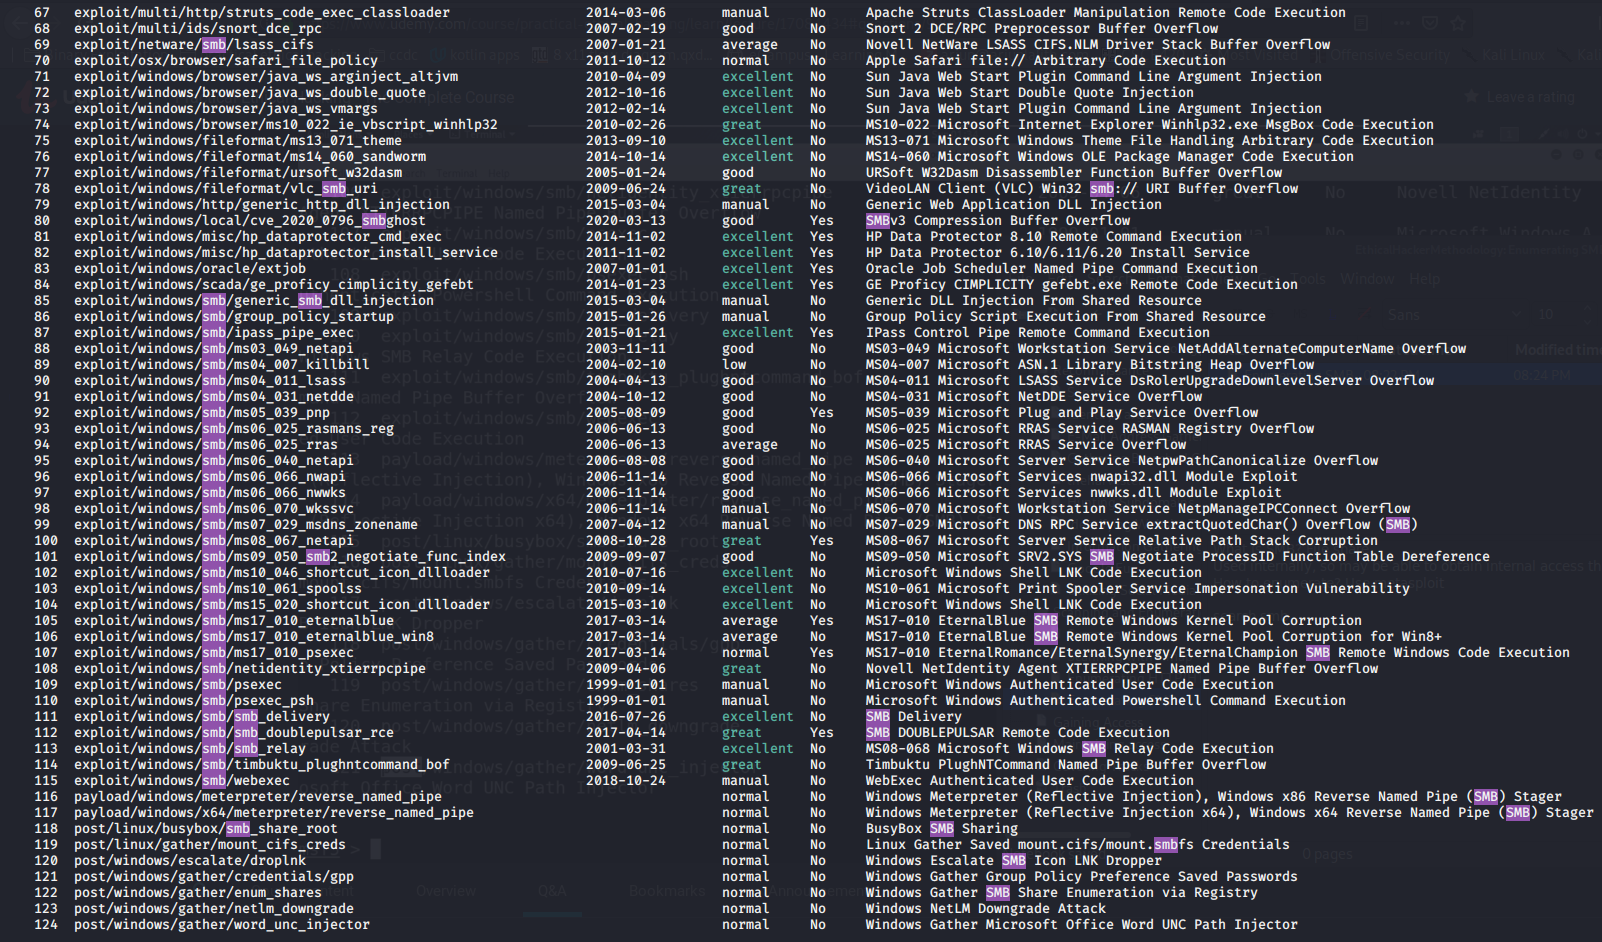 67 exploit/multi/http/struts_code_exec_classloader 2014-03-06 manual No Apache Struts ClassLoader Manipulation Remote Code Execution
68 exploit/multi/ids/snort_dce_rpc 2007-02-19 good No Snort 2 DCE/RPC Preprocessor Buffer Overflow
69 exploit/netware/smb/lsass_cifs 2007-01-21 average No Novell NetWare LSASS CIFS.NLM Driver Stack Buffer Overflow
70 exploit/osx/browser/safari_file_policy 2011-10-12 normal No Apple Safari file:// Arbitrary Code Execution
71 exploit/windows/browser/java_ws_arginject_altjvm 2010-04-09 excellent No Sun Java Web Start Plugin Command Line Argument Injection
72 exploit/windows/browser/java_ws_double_quote 2012-10-16 excellent No Sun Java Web Start Double Quote Injection
73 exploit/windows/browser/java_ws_vmargs 2012-02-14 excellent No Sun Java Web Start Plugin Command Line Argument Injection
74 exploit/windows/browser/ms10_022_ie_vbscript_winhlp32 2010-02-26 great No MS10-022 Microsoft Internet Explorer Winhlp32.exe MsgBox Code Execution
75 exploit/windows/fileformat/ms13_071_theme 2013-09-10 excellent No MS13-071 Microsoft Windows Theme File Handling Arbitrary Code Execution
76 exploit/windows/fileformat/ms14_060_sandworm 2014-10-14 excellent No MS14-060 Microsoft Windows OLE Package Manager Code Execution
77 exploit/windows/fileformat/ursoft_w32dasm 2005-01-24 good No URSoft W32Dasm Disassembler Function Buffer Overflow
78 exploit/windows/fileformat/vlc_smb_uri 2009-06-24 great No VideoLAN Client (VLC) Win32 smb:// URI Buffer Overflow
79 exploit/windows/http/generic_http_dll_injection 2015-03-04 manual No Generic Web Application DLL Injection
80 exploit/windows/local/cve_2020_0796_smbghost 2020-03-13 good Yes SMBv3 Compression Buffer Overflow
81 exploit/windows/misc/hp_dataprotector_cmd_exec 2014-11-02 excellent Yes HP Data Protector 8.10 Remote Command Execution
82 exploit/windows/misc/hp_dataprotector_install_service 2011-11-02 excellent Yes HP Data Protector 6.10/6.11/6.20 Install Service
83 exploit/windows/oracle/extjob 2007-01-01 excellent Yes Oracle Job Scheduler Named Pipe Command Execution
84 exploit/windows/scada/ge_proficy_cimplicity_gefebt 2014-01-23 excellent Yes GE Proficy CIMPLICITY gefebt.exe Remote Code Execution
85 exploit/windows/smb/generic_smb_dll_injection 2015-03-04 manual No Generic DLL Injection From Shared Resource
86 exploit/windows/smb/group_policy_startup 2015-01-26 manual No Group Policy Script Execution From Shared Resource
87 exploit/windows/smb/ipass_pipe_exec 2015-01-21 excellent Yes IPass Control Pipe Remote Command Execution
88 exploit/windows/smb/ms03_049_netapi 2003-11-11 good No MS03-049 Microsoft Workstation Service NetAddAlternateComputerName Overflow
89 exploit/windows/smb/ms04_007_killbill 2004-02-10 low No MS04-007 Microsoft ASN.1 Library Bitstring Heap Overflow
90 exploit/windows/smb/ms04_011_lsass 2004-04-13 good No MS04-011 Microsoft LSASS Service DsRolerUpgradeDownlevelServer Overflow
91 exploit/windows/smb/ms04_031_netdde 2004-10-12 good No MS04-031 Microsoft NetDDE Service Overflow
92 exploit/windows/smb/ms05_039_pnp 2005-08-09 good Yes MS05-039 Microsoft Plug and Play Service Overflow
93 exploit/windows/smb/ms06_025_rasmans_reg 2006-06-13 good No MS06-025 Microsoft RRAS Service RASMAN Registry Overflow
94 exploit/windows/smb/ms06_025_rras 2006-06-13 average No MS06-025 Microsoft RRAS Service Overflow
95 exploit/windows/smb/ms06_040_netapi 2006-08-08 good No MS06-040 Microsoft Server Service NetpwPathCanonicalize Overflow
96 exploit/windows/smb/ms06_066_nwapi 2006-11-14 good No MS06-066 Microsoft Services nwapi32.dll Module Exploit
97 exploit/windows/smb/ms06_066_nwwks 2006-11-14 good No MS06-066 Microsoft Services nwwks.dll Module Exploit
98 exploit/windows/smb/ms06_070_wkssvc 2006-11-14 manual No MS06-070 Microsoft Workstation Service NetpManageIPCConnect Overflow
99 exploit/windows/smb/ms07_029_msdns_zonename 2007-04-12 manual No MS07-029 Microsoft DNS RPC Service extractQuotedChar() Overflow (SMB)
100 exploit/windows/smb/ms08_067_netapi 2008-10-28 great Yes MS08-067 Microsoft Server Service Relative Path Stack Corruption
101 exploit/windows/smb/ms09_050_smb2_negotiate_func_index 2009-09-07 good No MS09-050 Microsoft SRV2.SYS SMB Negotiate ProcessID Function Table Dereference
102 exploit/windows/smb/ms10_046_shortcut_icon_dllloader 2010-07-16 excellent No Microsoft Windows Shell LNK Code Execution
103 exploit/windows/smb/ms10_061_spoolss 2010-09-14 excellent No MS10-061 Microsoft Print Spooler Service Impersonation Vulnerability
104 exploit/windows/smb/ms15_020_shortcut_icon_dllloader 2015-03-10 excellent No Microsoft Windows Shell LNK Code Execution
105 exploit/windows/smb/ms17_010_eternalblue 2017-03-14 average Yes MS17-010 EternalBlue SMB Remote Windows Kernel Pool Corruption
106 exploit/windows/smb/ms17_010_eternalblue_win8 2017-03-14 average No MS17-010 EternalBlue SMB Remote Windows Kernel Pool Corruption for Win8+
107 exploit/windows/smb/ms17_010_psexec 2017-03-14 normal Yes MS17-010 EternalRomance/EternalSynergy/EternalChampion SMB Remote Windows Code Execution
108 exploit/windows/smb/netidentity_xtierrpcpipe 2009-04-06 great No Novell NetIdentity Agent XTIERRPCPIPE Named Pipe Buffer Overflow
109 exploit/windows/smb/psexec 1999-01-01 manual No Microsoft Windows Authenticated User Code Execution
110 exploit/windows/smb/psexec_psh 1999-01-01 manual No Microsoft Windows Authenticated Powershell Command Execution
111 exploit/windows/smb/smb_delivery 2016-07-26 excellent No SMB Delivery
112 exploit/windows/smb/smb_doublepulsar_rce 2017-04-14 great Yes SMB DOUBLEPULSAR Remote Code Execution
113 exploit/windows/smb/smb_relay 2001-03-31 excellent No MS08-068 Microsoft Windows SMB Relay Code Execution
114 exploit/windows/smb/timbuktu_plughntcommand_bof 2009-06-25 great No Timbuktu PlughNTCommand Named Pipe Buffer Overflow
115 exploit/windows/smb/webexec 2018-10-24 manual No WebExec Authenticated User Code Execution
116 payload/windows/meterpreter/reverse_named_pipe normal No Windows Meterpreter (Reflective Injection), Windows x86 Reverse Named Pipe (SMB) Stager
117 payload/windows/x64/meterpreter/reverse_named_pipe normal No Windows Meterpreter (Reflective Injection x64), Windows x64 Reverse Named Pipe (SMB) Stager
118 post/linux/busybox/smb_share_root normal No BusyBox SMB Sharing
119 post/linux/gather/mount_cifs_creds normal No Linux Gather Saved mount.cifs/mount.smbfs Credentials
120 post/windows/escalate/droplnk normal No Windows Escalate SMB Icon LNK Dropper
121 post/windows/gather/credentials/gpp normal No Windows Gather Group Policy Preference Saved Passwords
122 post/windows/gather/enum_shares normal No Windows Gather SMB Share Enumeration via Registry
123 post/windows/gather/netlm_downgrade normal No Windows NetLM Downgrade Attack
124 post/windows/gather/word_unc_injector normal No Windows Gather Microsoft Office Word UNC Path Injector